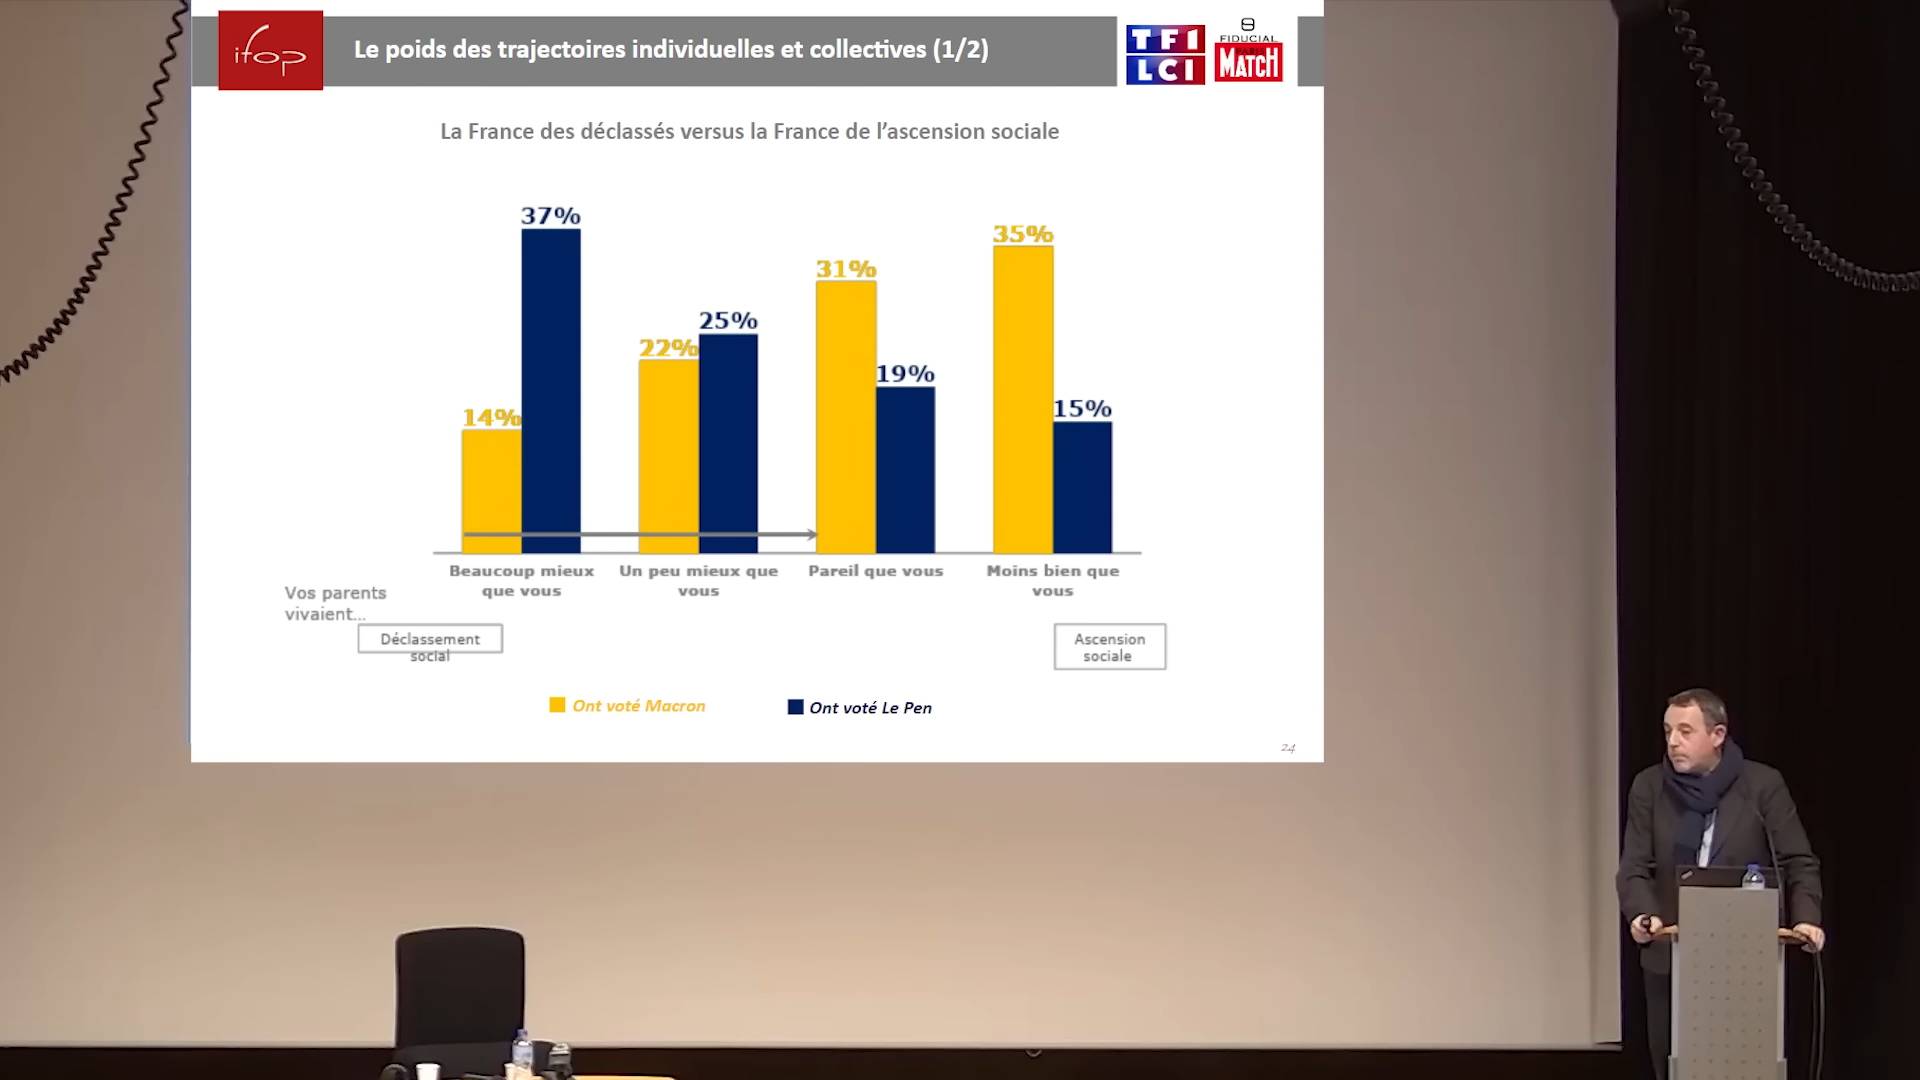 ifop
Le poids des trajectoires individuelles et collectives (1/2)
TF1
LCI
FIDUCIAL
PARIS
MATCH
La France des déclassés versus la France de l’ascension sociale
14%
37%
22%
25%
31%
19%
35%
15%
Vos parents
vivaient...
Beaucoup mieux
que vous
Un peu mieux que
vous
Pareil que vous
Moins bien que
vous
Déclassement
social
Ascension
sociale
Ont voté Macron
Ont voté Le Pen
24